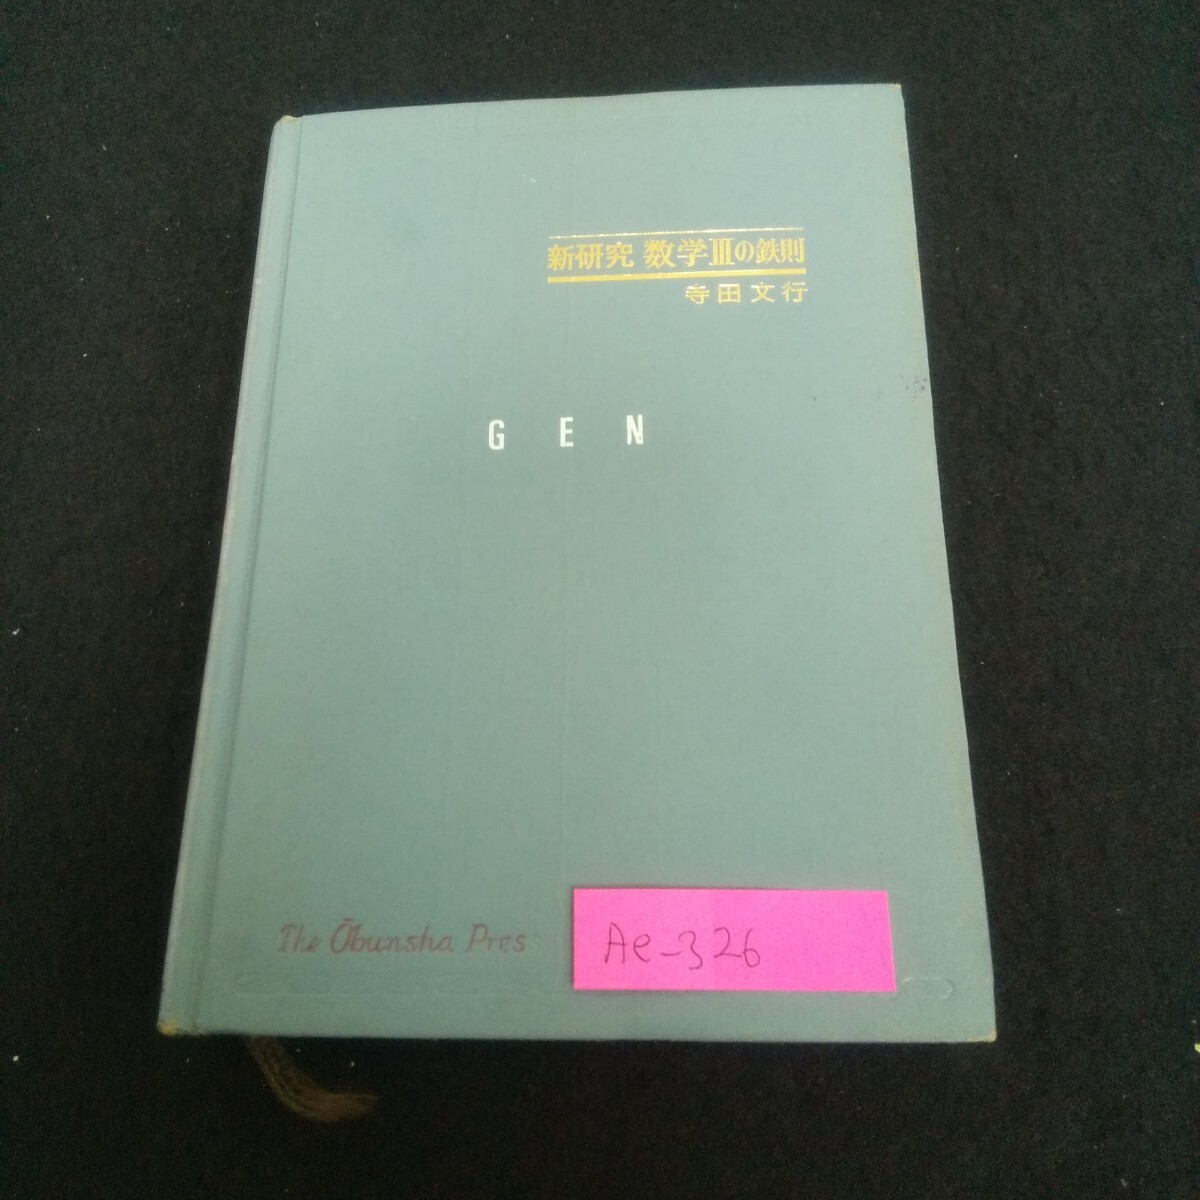 新研究 数学Ⅲの鉄則
寺田文行
GEN
The Ōbunsha Pres
Ae-326